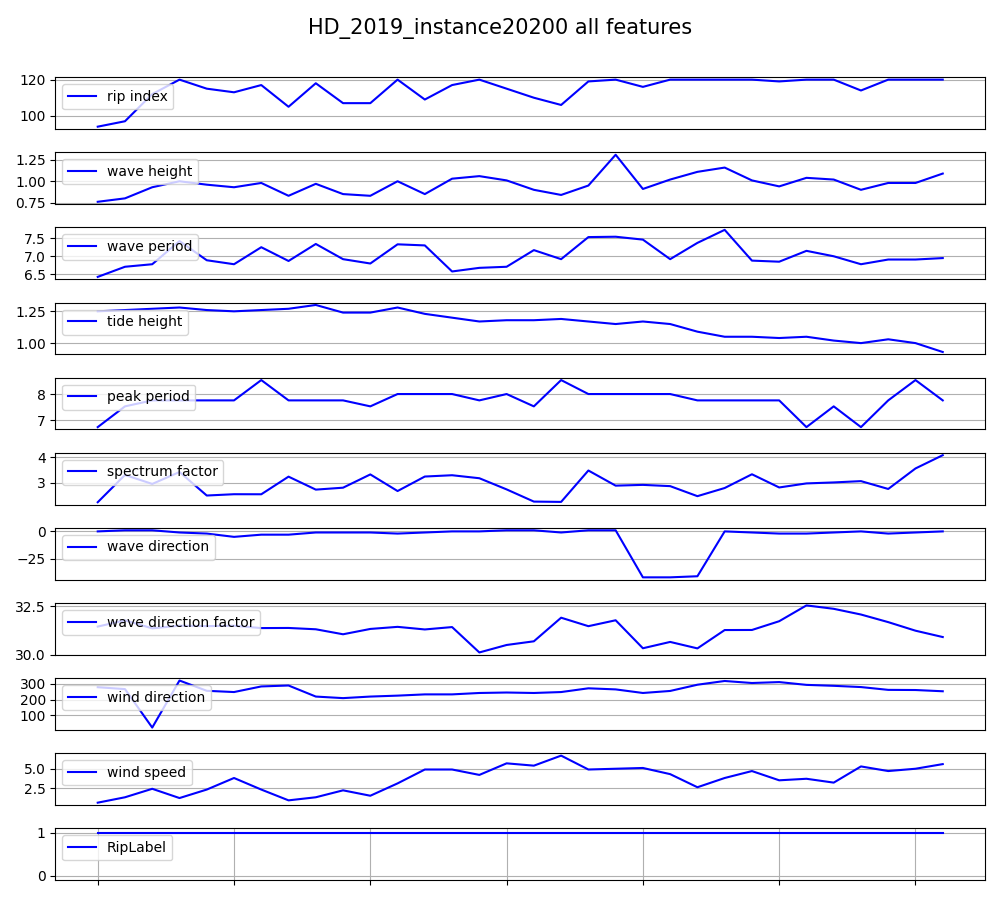 HD_2019_instance20200 all features
120
100
rip index
1.25
1.00
0.75
wave height
7.5
7.0
6.5
wave period
1.25
1.00
tide height
8
7
peak period
4
3
spectrum factor
0
−25
wave direction
32.5
30.0
wave direction factor
300
200
100
wind direction
5.0
2.5
wind speed
1
0
RipLabel